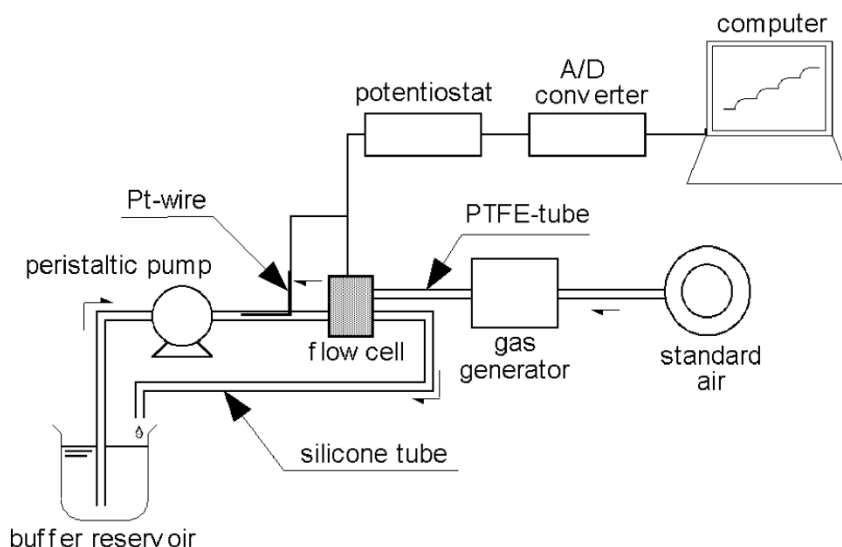 computer
A/D
converter
potentiostat
Pt-wire
PTFE-tube
peristaltic pump
flow cell
gas
generator
standard
air
silicone tube
buffer reservoir